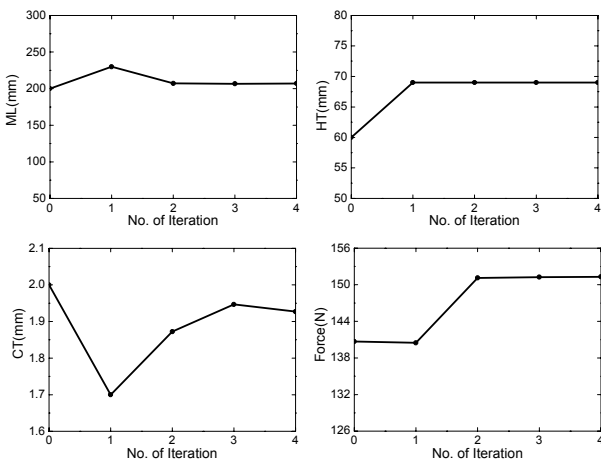 300
250
200
150
100
50
ML(mm)
0 1 2 3 4
No. of Iteration
80
75
70
65
60
55
50
HT(mm)
0 1 2 3 4
No. of Iteration
2.1
2.0
1.9
1.8
1.7
1.6
CT(mm)
0 1 2 3 4
No. of Iteration
156
150
144
138
132
126
Force(N)
0 1 2 3 4
No. of Iteration